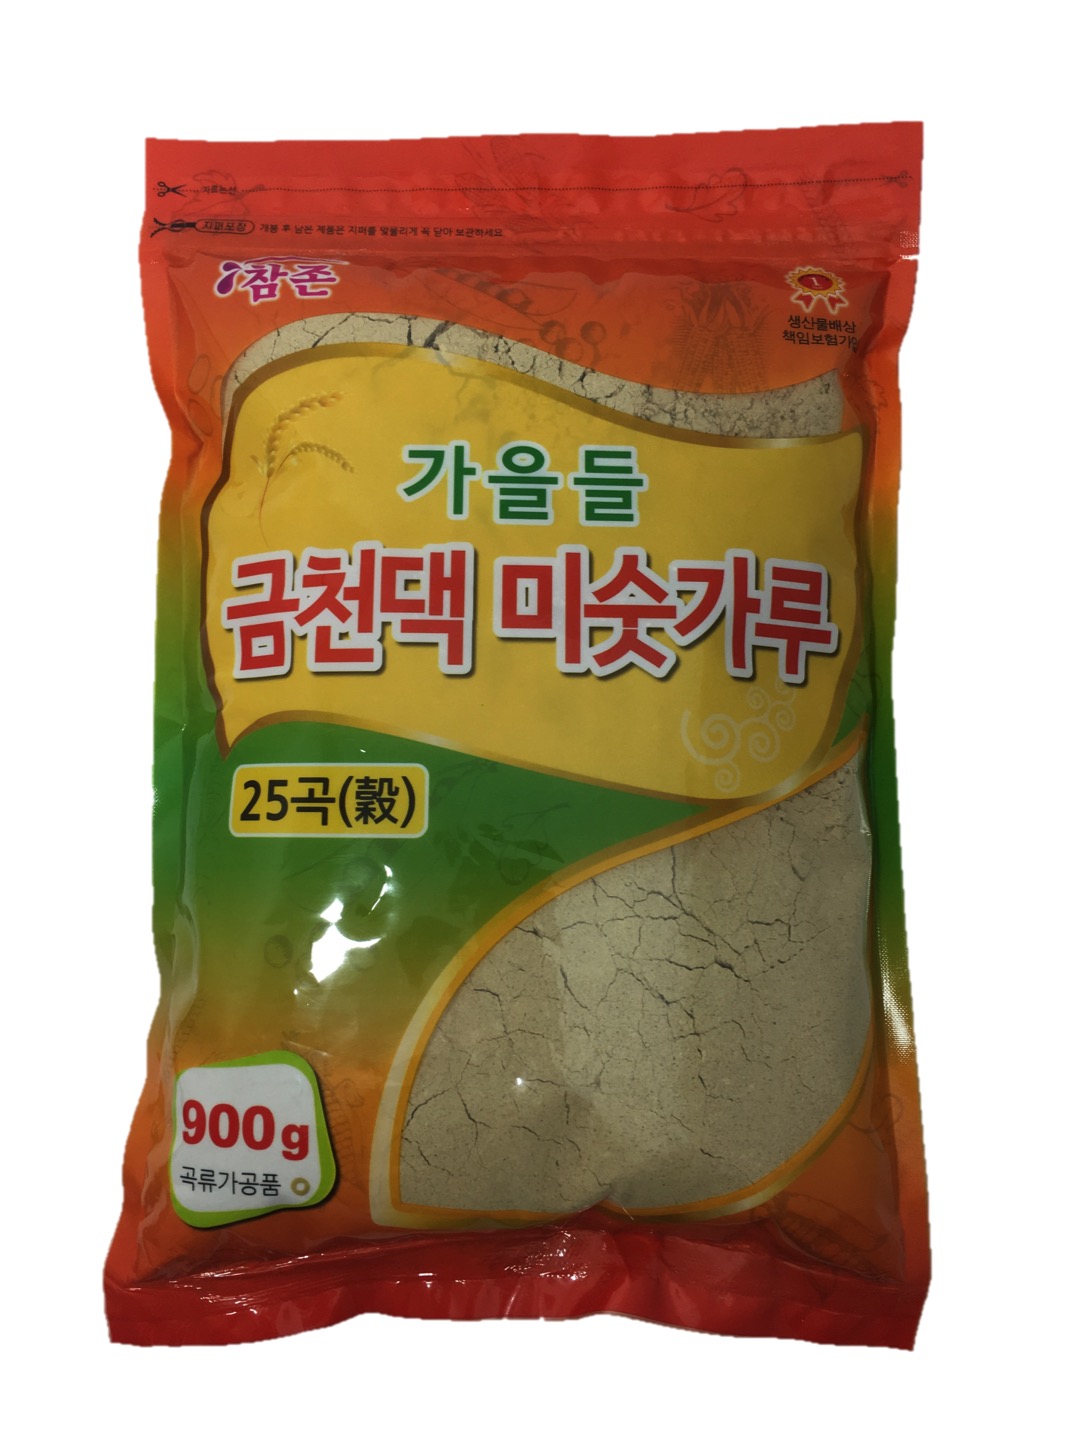 자르는선
지퍼포장 개봉 후 남은 제품은 지퍼를 맞물리게 꼭 닫아 보관하세요
참존
1
생산물배상
책임보험가입
가을들
금천댁 미숫가루
25곡(穀)
900g
곡류가공품